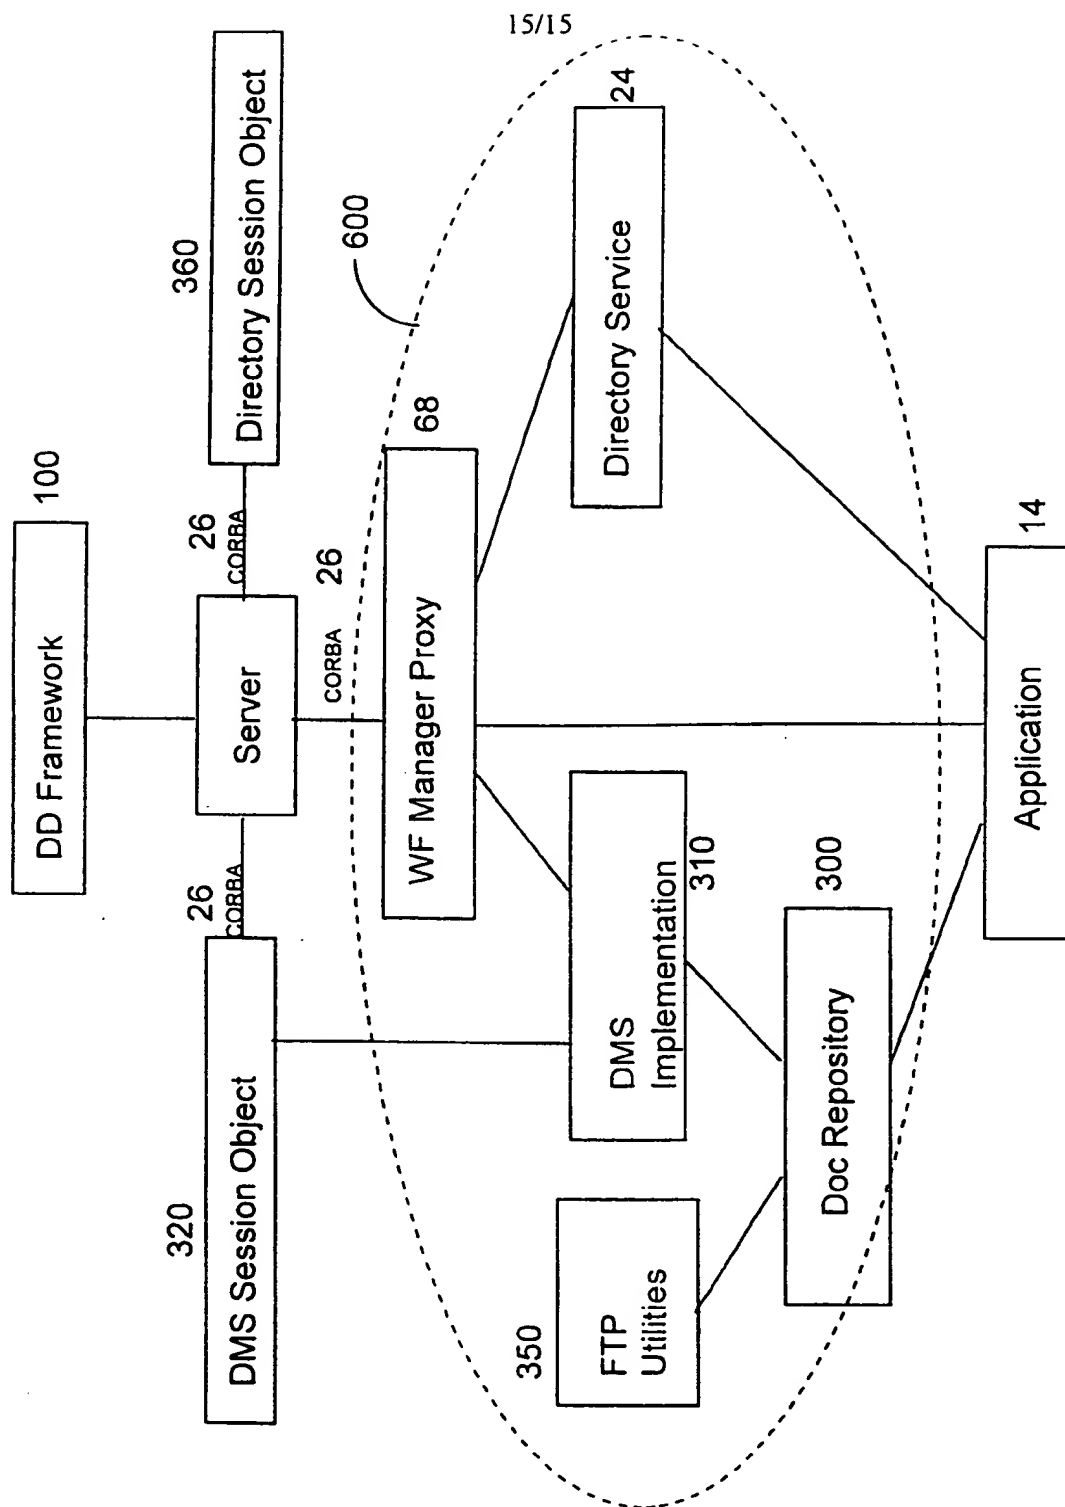 15/15
DD Framework
100
320
DMS Session Object
26
CORBA
Server
26
CORBA
360
Directory Session Object
26
CORBA
600
WF Manager Proxy
68
350
FTP
Utilities
DMS
Implementation
310
Directory Service
24
Doc Repository
300
Application
14